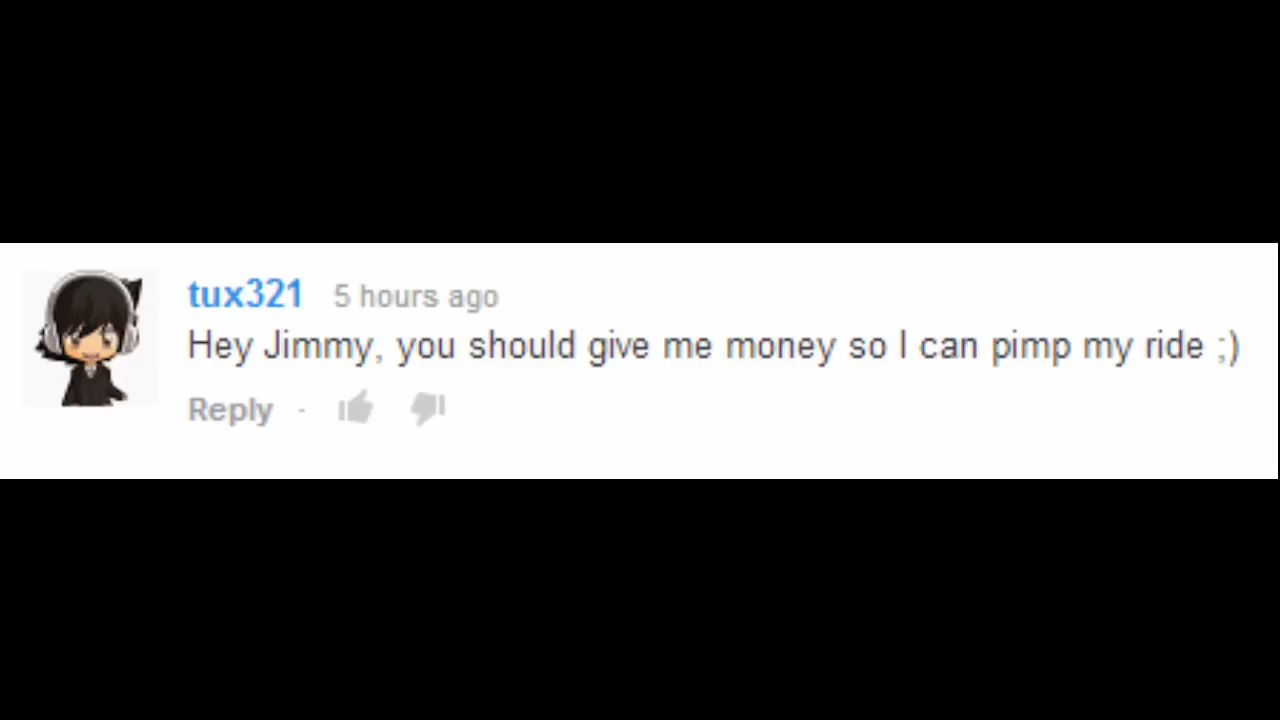 tux321 5 hours ago
Hey Jimmy, you should give me money so I can pimp my ride ;)
Reply ·